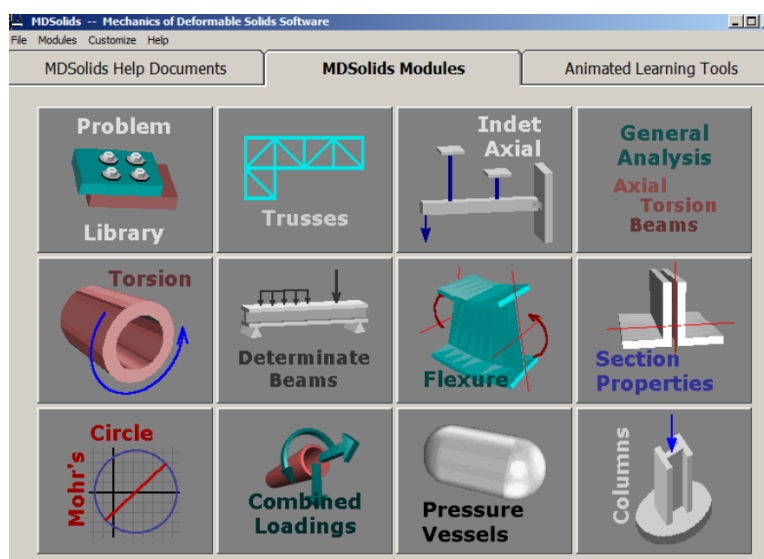 MDSolids -- Mechanics of Deformable Solids Software
File Modules Customize Help
MDSolids Help Documents
MDSolids Modules
Animated Learning Tools
Problem
Library
Trusses
Indet
Axial
General
Analysis
Axial
Torsion
Beams
Torsion
Determinate
Beams
Flexure
Section
Properties
Mohr's
Circle
Combined
Loadings
Pressure
Vessels
Columns